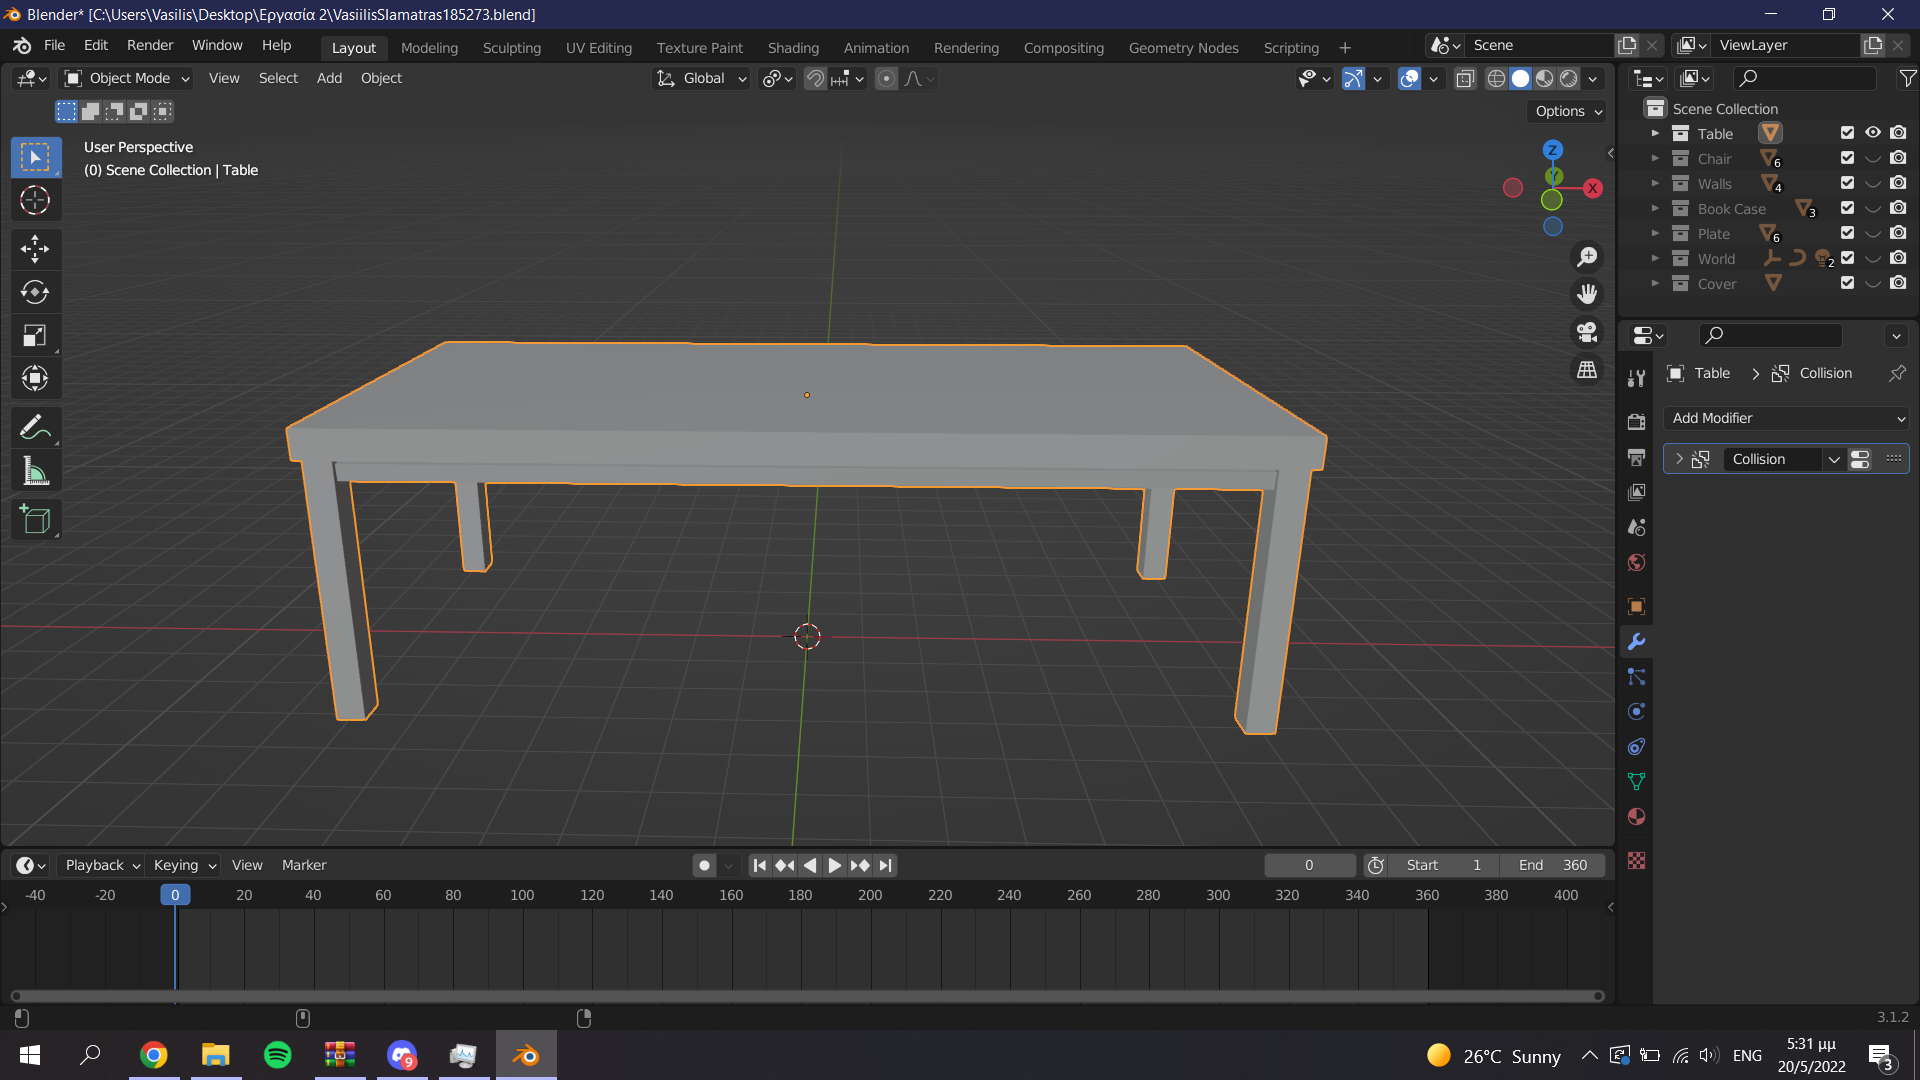 Blender* [C:\Users\Vasilis\Desktop\Εργασία 2\VasiilisSlamatras185273.blend]
File Edit Render Window Help Layout Modeling Sculpting UV Editing Texture Paint Shading Animation Rendering Compositing Geometry Nodes Scripting + Scene ViewLayer
Object Mode View Select Add Object Global
Options
User Perspective
(0) Scene Collection | Table
Z
Y
X
Scene Collection
Table
Chair 6
Walls 4
Book Case 3
Plate 6
World 2
Cover
Table > Collision
Add Modifier
Collision
Playback Keying View Marker 0 Start 1 End 360
-40 -20 0 20 40 60 80 100 120 140 160 180 200 220 240 260 280 300 320 340 360 380 400
3.1.2
9
26°C Sunny ENG
5:31 μμ
20/5/2022
3